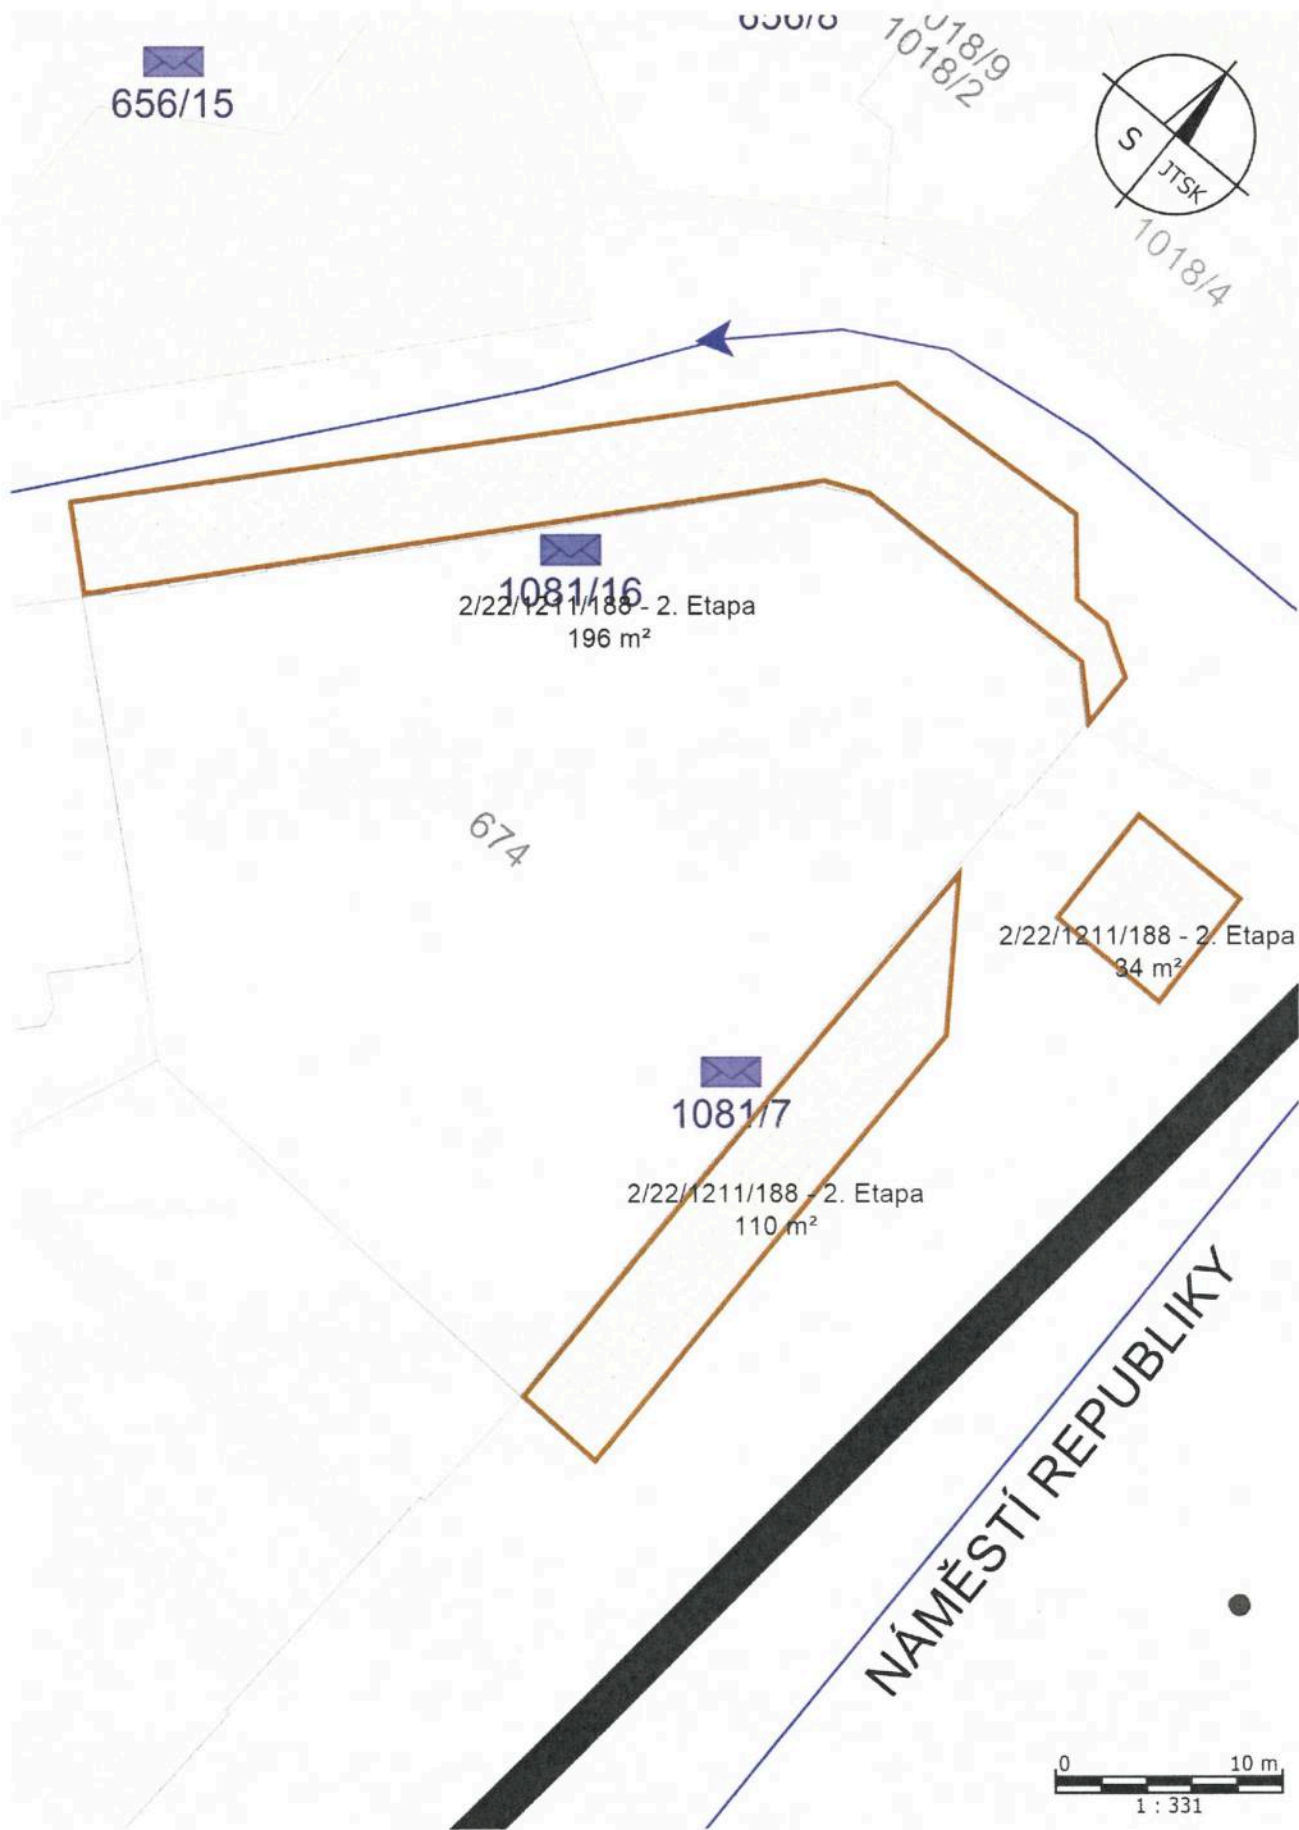 656/15
656/8
1018/9
1018/2
S
JTSK
1018/4
1081/16
2/22/1211/188 - 2. Etapa
196 m²
674
2/22/1211/188 - 2. Etapa
34 m²
1081/7
2/22/1211/188 - 2. Etapa
110 m²
NÁMĚSTÍ REPUBLIKY
0 10 m
1 : 331